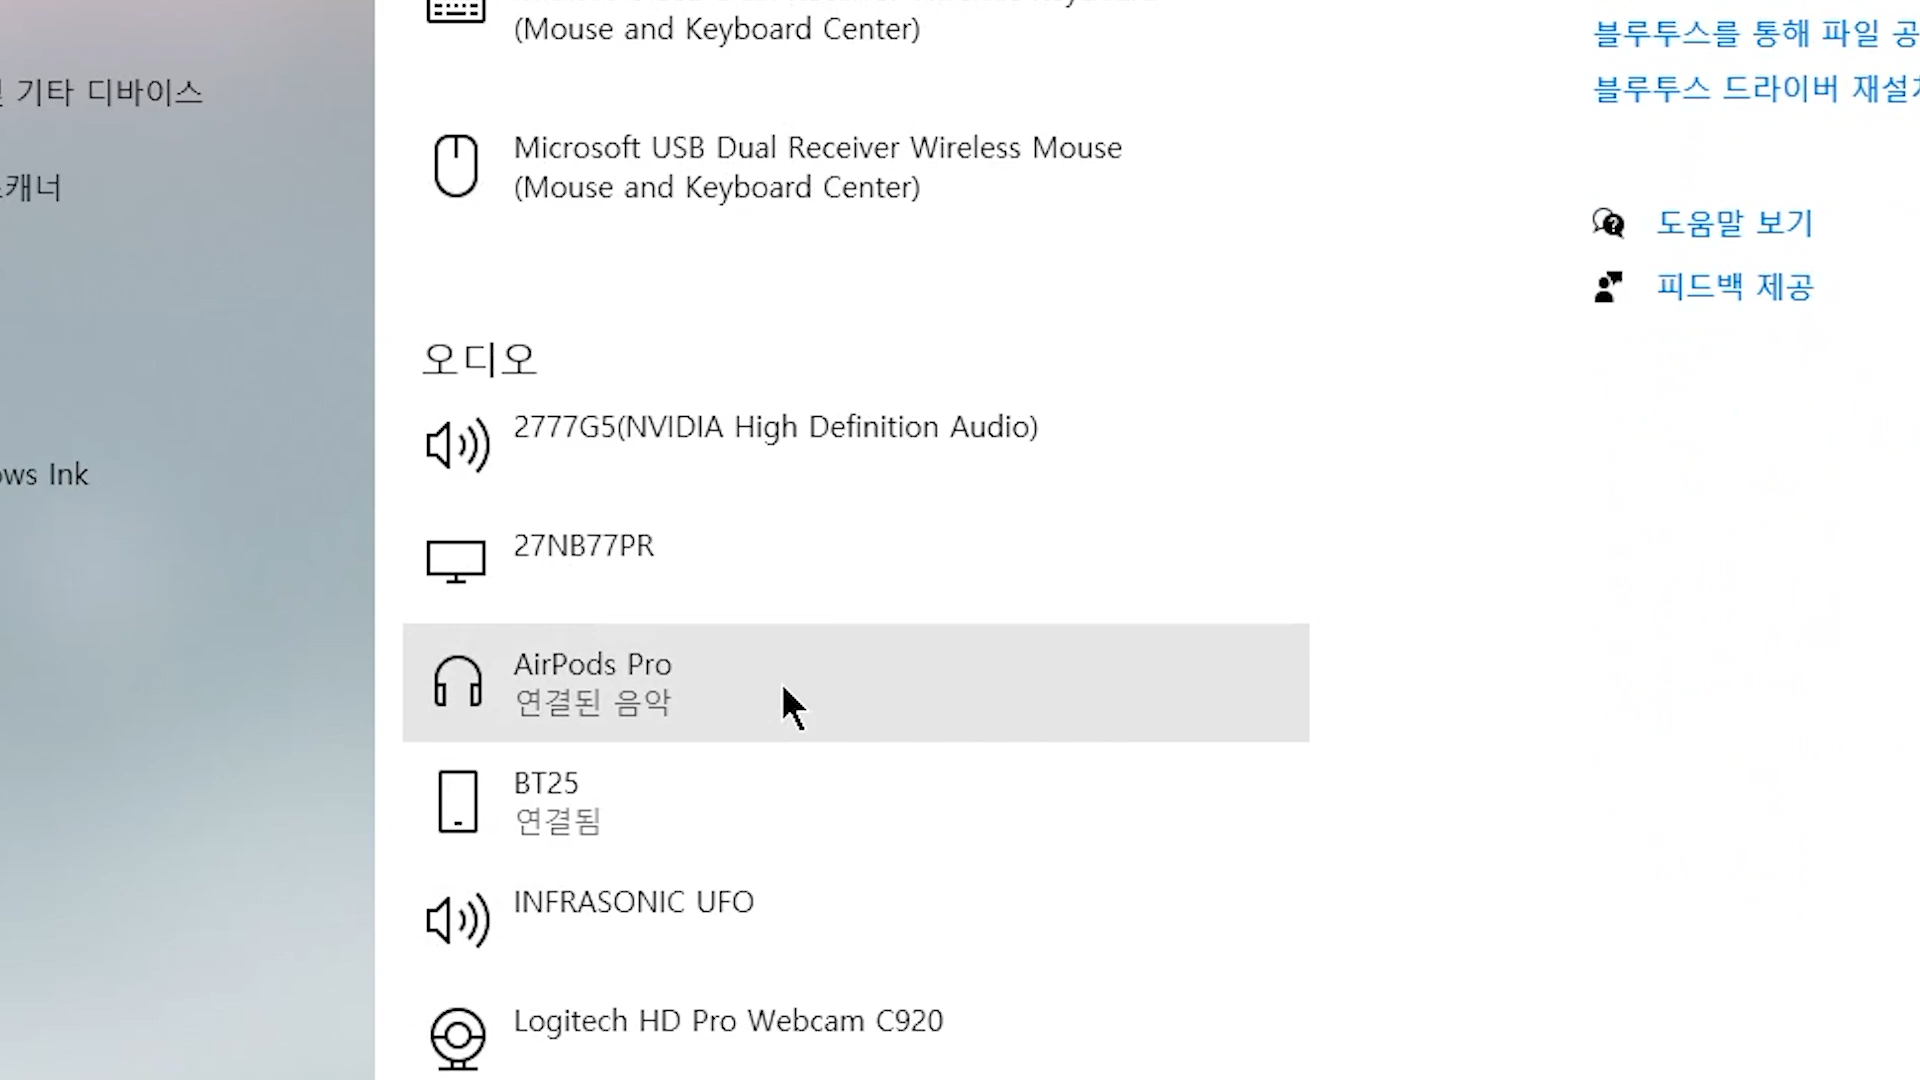 기타 디바이스
스캐너
ows Ink
(Mouse and Keyboard Center)
Microsoft USB Dual Receiver Wireless Mouse
(Mouse and Keyboard Center)
오디오
2777G5(NVIDIA High Definition Audio)
27NB77PR
AirPods Pro
연결된 음악
BT25
연결됨
INFRASONIC UFO
Logitech HD Pro Webcam C920
블루투스를 통해 파일 공
블루투스 드라이버 재설치
도움말 보기
피드백 제공